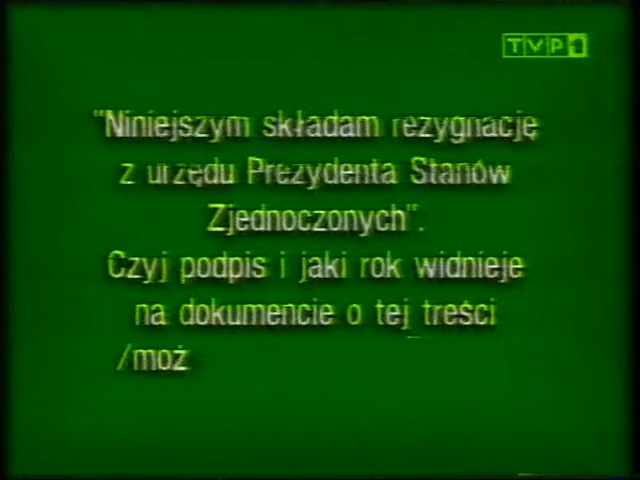 TVP1
"Niniejszym składam rezygnację
z urzędu Prezydenta Stanów
Zjednoczonych".
Czyj podpis i jaki rok widnieje
na dokumencie o tej treści
/moż